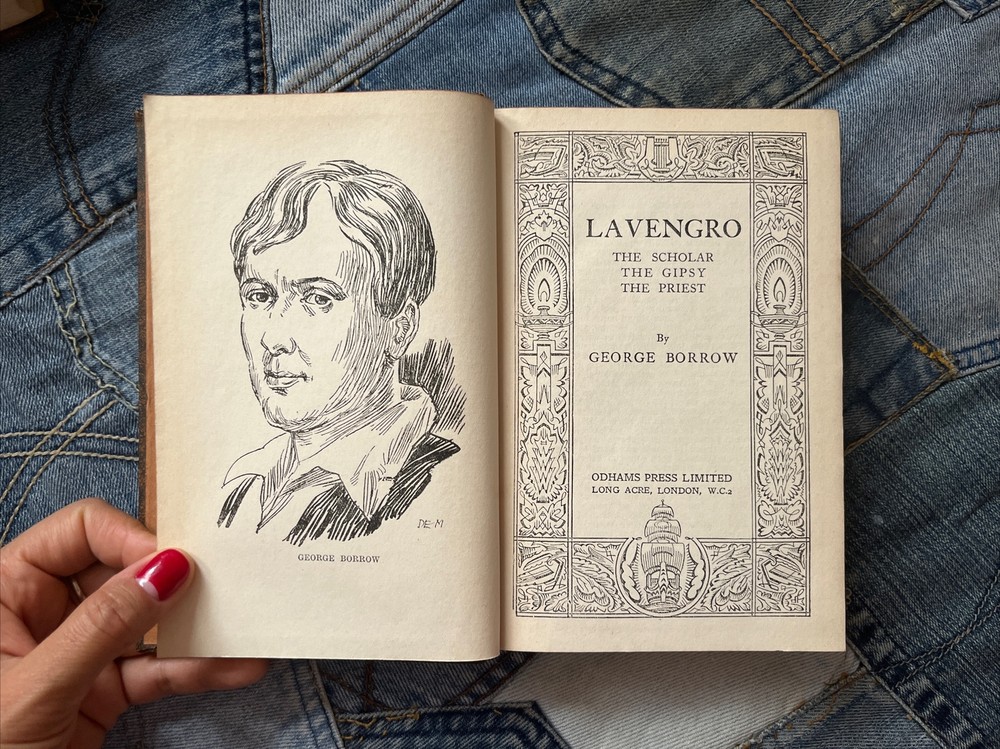 DE-M
GEORGE BORROW
LAVENGRO
THE SCHOLAR
THE GIPSY
THE PRIEST
By
GEORGE BORROW
ODHAMS PRESS LIMITED
LONG ACRE, LONDON, W.C.2